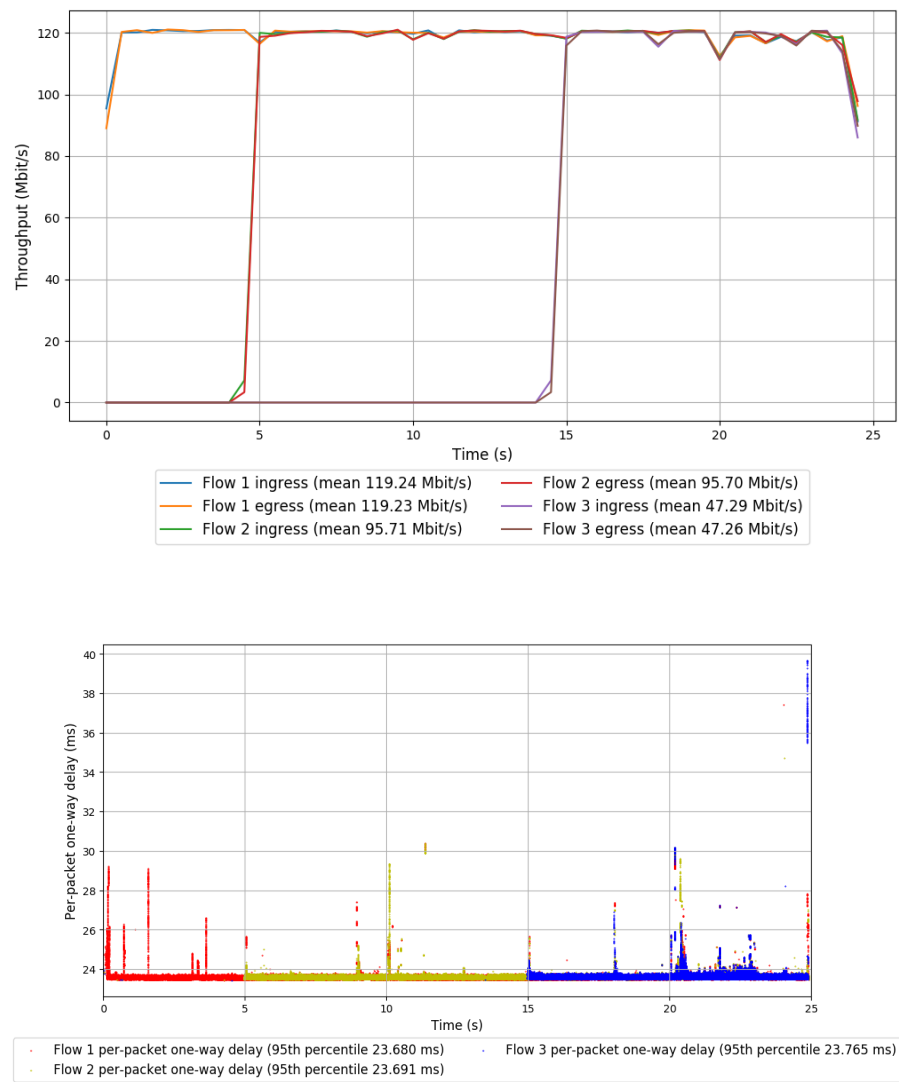 120
100
80
60
40
20
0
Throughput (Mbit/s)
0 5 10 15 20 25
Time (s)
Flow 1 ingress (mean 119.24 Mbit/s) Flow 2 egress (mean 95.70 Mbit/s)
Flow 1 egress (mean 119.23 Mbit/s) Flow 3 ingress (mean 47.29 Mbit/s)
Flow 2 ingress (mean 95.71 Mbit/s) Flow 3 egress (mean 47.26 Mbit/s)
40
38
36
34
32
30
28
26
24
Per-packet one-way delay (ms)
0 5 10 15 20 25
Time (s)
Flow 1 per-packet one-way delay (95th percentile 23.680 ms) Flow 3 per-packet one-way delay (95th percentile 23.765 ms)
Flow 2 per-packet one-way delay (95th percentile 23.691 ms)